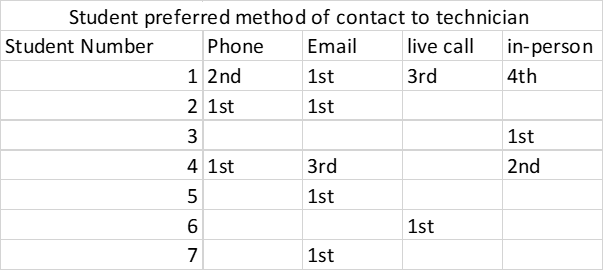 Student preferred method of contact to technician
Student Number Phone Email live call in-person
1 2nd 1st 3rd 4th
2 1st 1st
3 1st
4 1st 3rd 2nd
5 1st
6 1st
7 1st